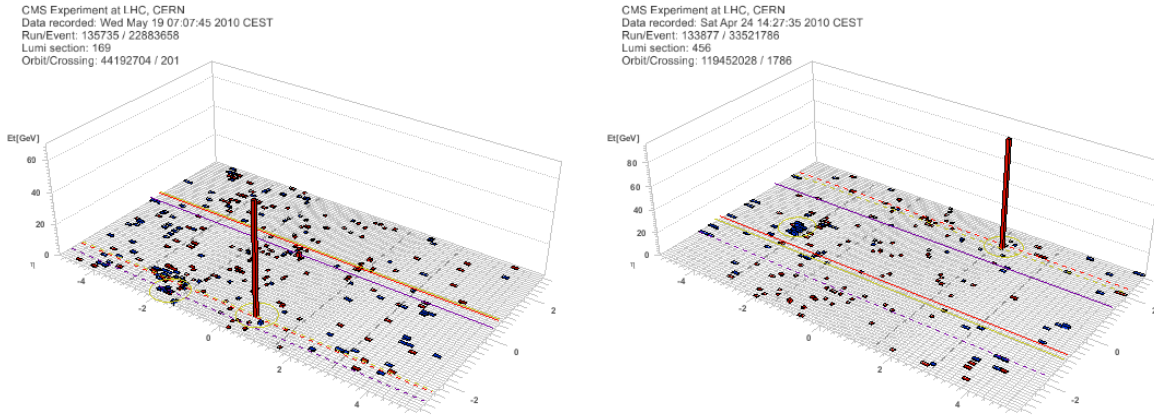 CMS Experiment at LHC, CERN
Data recorded: Wed May 19 07:07:45 2010 CEST
Run/Event: 135735 / 22883658
Lumi section: 169
Orbit/Crossing: 44192704 / 201
Et[GeV]
60
40
20
0
η
-4
-2
0
2
4
-2
0
2
CMS Experiment at LHC, CERN
Data recorded: Sat Apr 24 14:27:35 2010 CEST
Run/Event: 133877 / 33521786
Lumi section: 456
Orbit/Crossing: 119452028 / 1786
Et[GeV]
80
60
40
20
0
η
-4
-2
0
2
4
-2
0
2